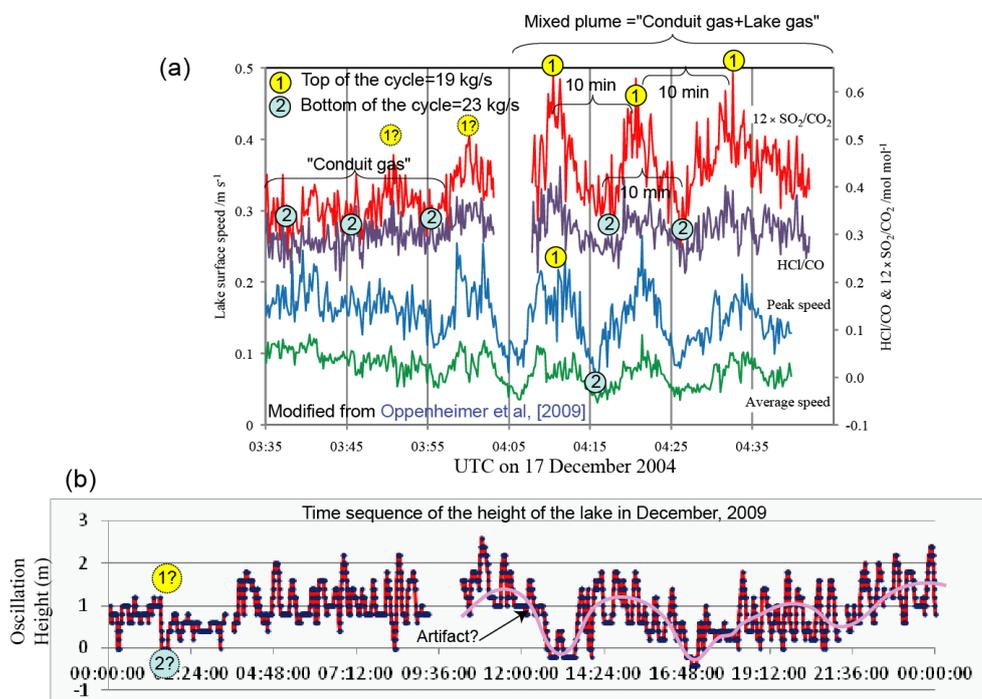 Mixed plume ="Conduit gas+Lake gas"
(a)
0.5
0.4
0.3
0.2
0.1
0
Lake surface speed /m s⁻¹
1 Top of the cycle=19 kg/s
2 Bottom of the cycle=23 kg/s
1?
1?
1
1
1
10 min
10 min
12 × SO₂/CO₂
"Conduit gas"
10 min
2
2
2
2
2
HCl/CO
1
Peak speed
2
Average speed
Modified from Oppenheimer et al, [2009]
0.6
0.5
0.4
0.3
0.2
0.1
0.0
-0.1
HCl/CO & 12 x SO₂/CO₂ /mol mol⁻¹
03:35 03:45 03:55 04:05 04:15 04:25 04:35
UTC on 17 December 2004
(b)
Time sequence of the height of the lake in December, 2009
3
2
1
0
-1
Oscillation
Height (m)
1?
2?
Artifact?
00:00:00 02:24:00 04:48:00 07:12:00 09:36:00 12:00:00 14:24:00 16:48:00 19:12:00 21:36:00 00:00:00